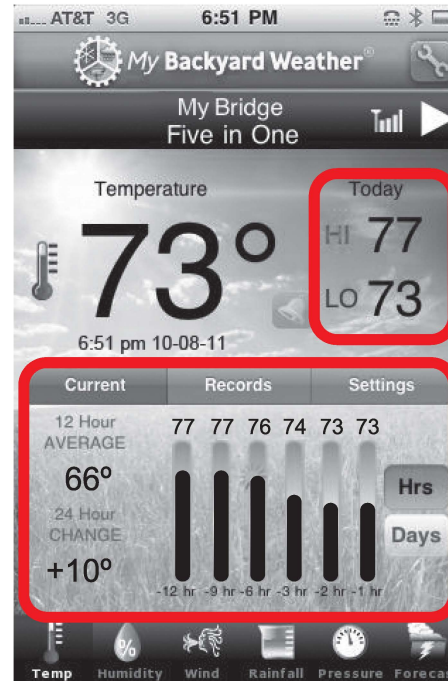 AT&T 3G 6:51 PM
My Backyard Weather®
My Bridge
Five in One
Temperature
Today
73°
HI 77
LO 73
6:51 pm 10-08-11
Current Records Settings
12 Hour
AVERAGE
66º
24 Hour
CHANGE
+10°
77 77 76 74 73 73
-12 hr -9 hr -6 hr -3 hr -2 hr -1 hr
Hrs
Days
Temp Humidity Wind Rainfall Pressure Foreca